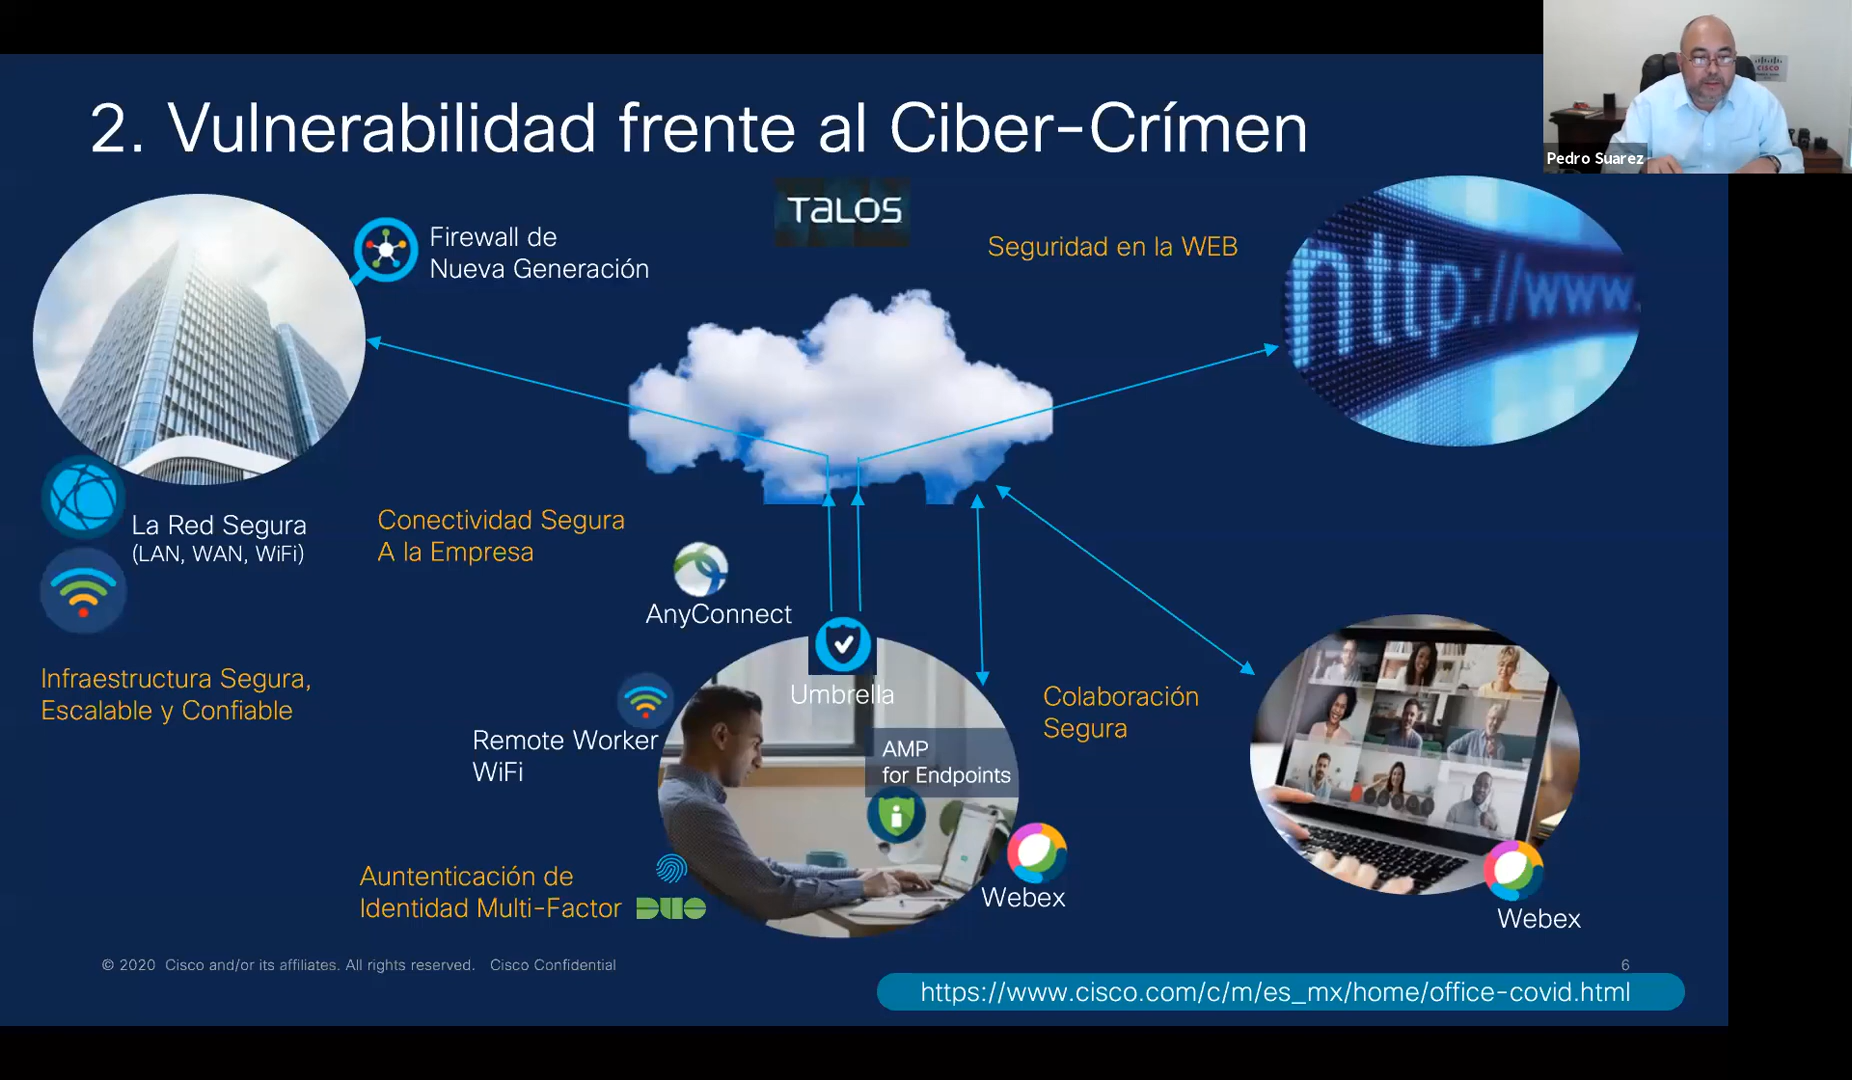 2. Vulnerabilidad frente al Ciber-Crímen
Pedro Suarez
cisco
TALOS
Firewall de
Nueva Generación
Seguridad en la WEB
http://www.
La Red Segura
(LAN, WAN, WiFi)
Conectividad Segura
A la Empresa
AnyConnect
Umbrella
Infraestructura Segura,
Escalable y Confiable
Remote Worker
WiFi
AMP
for Endpoints
Colaboración
Segura
Auntenticación de
Identidad Multi-Factor
DUO
Webex
Webex
© 2020 Cisco and/or its affiliates. All rights reserved. Cisco Confidential
6
https://www.cisco.com/c/m/es_mx/home/office-covid.html